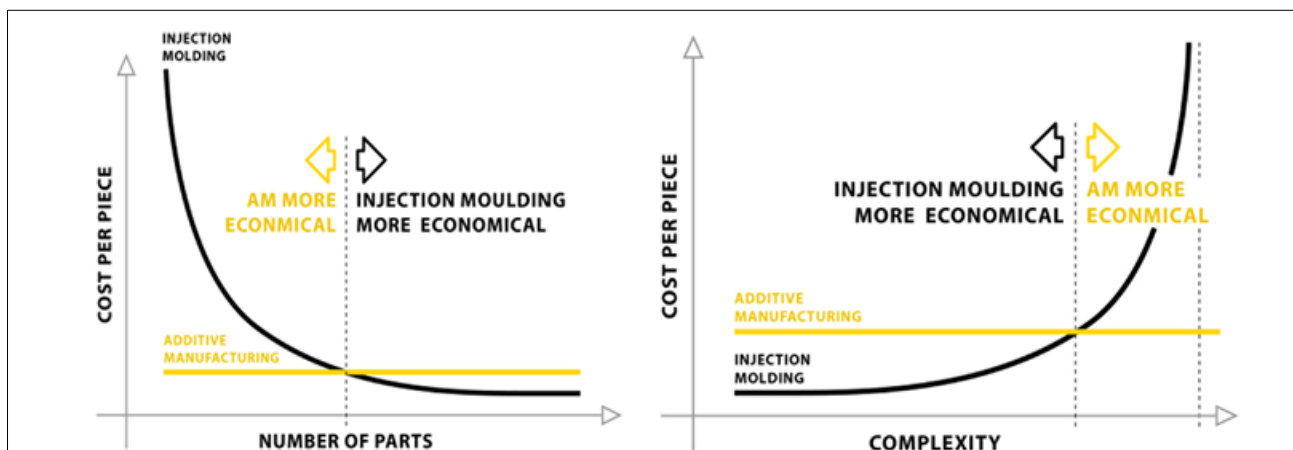 INJECTION
MOLDING
COST PER PIECE
AM MORE
ECONMICAL
INJECTION MOULDING
MORE ECONOMICAL
ADDITIVE
MANUFACTURING
NUMBER OF PARTS
COST PER PIECE
INJECTION MOULDING
MORE ECONOMICAL
AM MORE
ECONMICAL
ADDITIVE
MANUFACTURING
INJECTION
MOLDING
COMPLEXITY